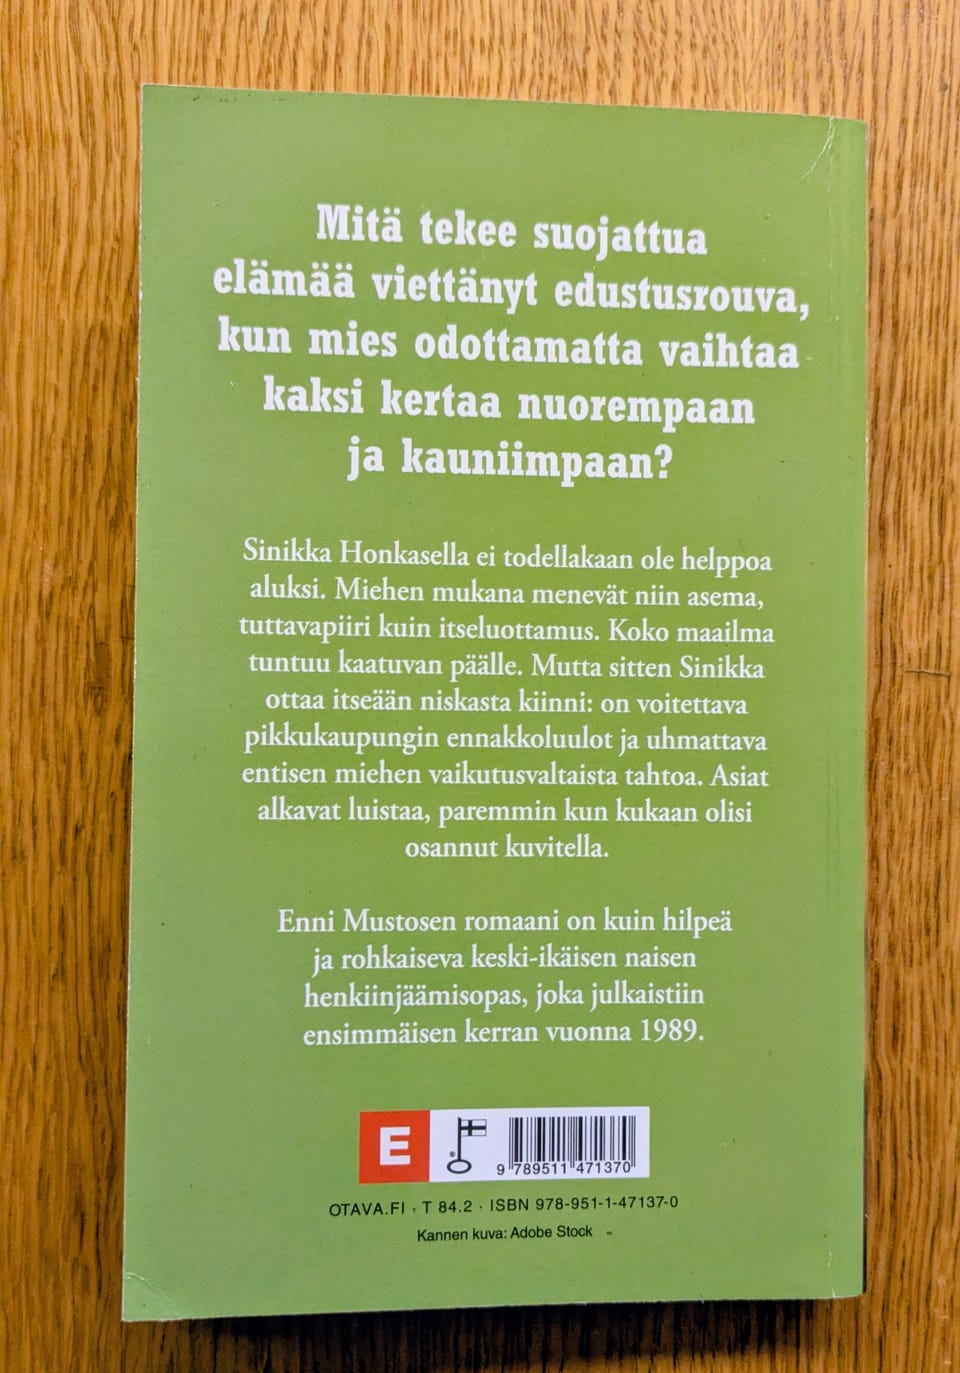 Mitä tekee suojattua
elämää viettänyt edustusrouva,
kun mies odottamatta vaihtaa
kaksi kertaa nuorempaan
ja kauniimpaan?
Sinikka Honkasella ei todellakaan ole helppoa
aluksi. Miehen mukana menevät niin asema,
tuttavapiiri kuin itseluottamus. Koko maailma
tuntuu kaatuvan päälle. Mutta sitten Sinikka
ottaa itseään niskasta kiinni: on voitettava
pikkukaupungin ennakkoluulot ja uhmattava
entisen miehen vaikutusvaltaista tahtoa. Asiat
alkavat luistaa, paremmin kun kukaan olisi
osannut kuvitella.
Enni Mustosen romaani on kuin hilpeä
ja rohkaiseva keski-ikäisen naisen
henkiinjäämisopas, joka julkaistiin
ensimmäisen kerran vuonna 1989.
E
9 789511 471370
OTAVA.FI · T 84.2 · ISBN 978-951-1-47137-0
Kannen kuva: Adobe Stock